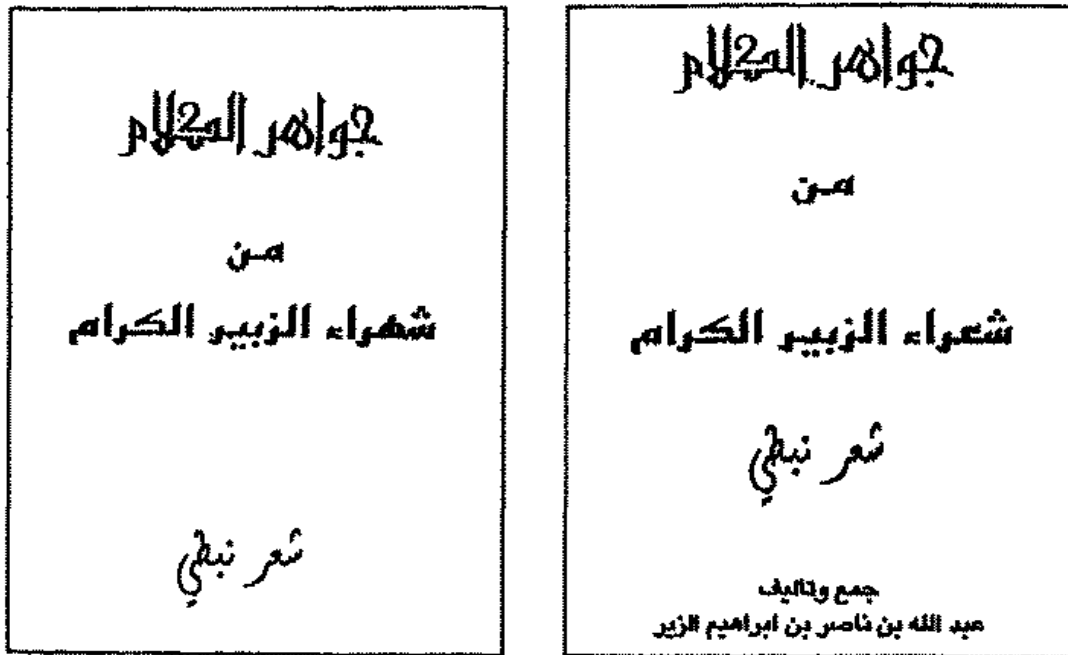 جواهر الكلام
من
شعراء الزبير الكرام
شعر نبطي
جمع وتأليف
عبد الله بن ناصر بن ابراهيم الزير
جواهر الكلام
من
شعراء الزبير الكرام
شعر نبطي